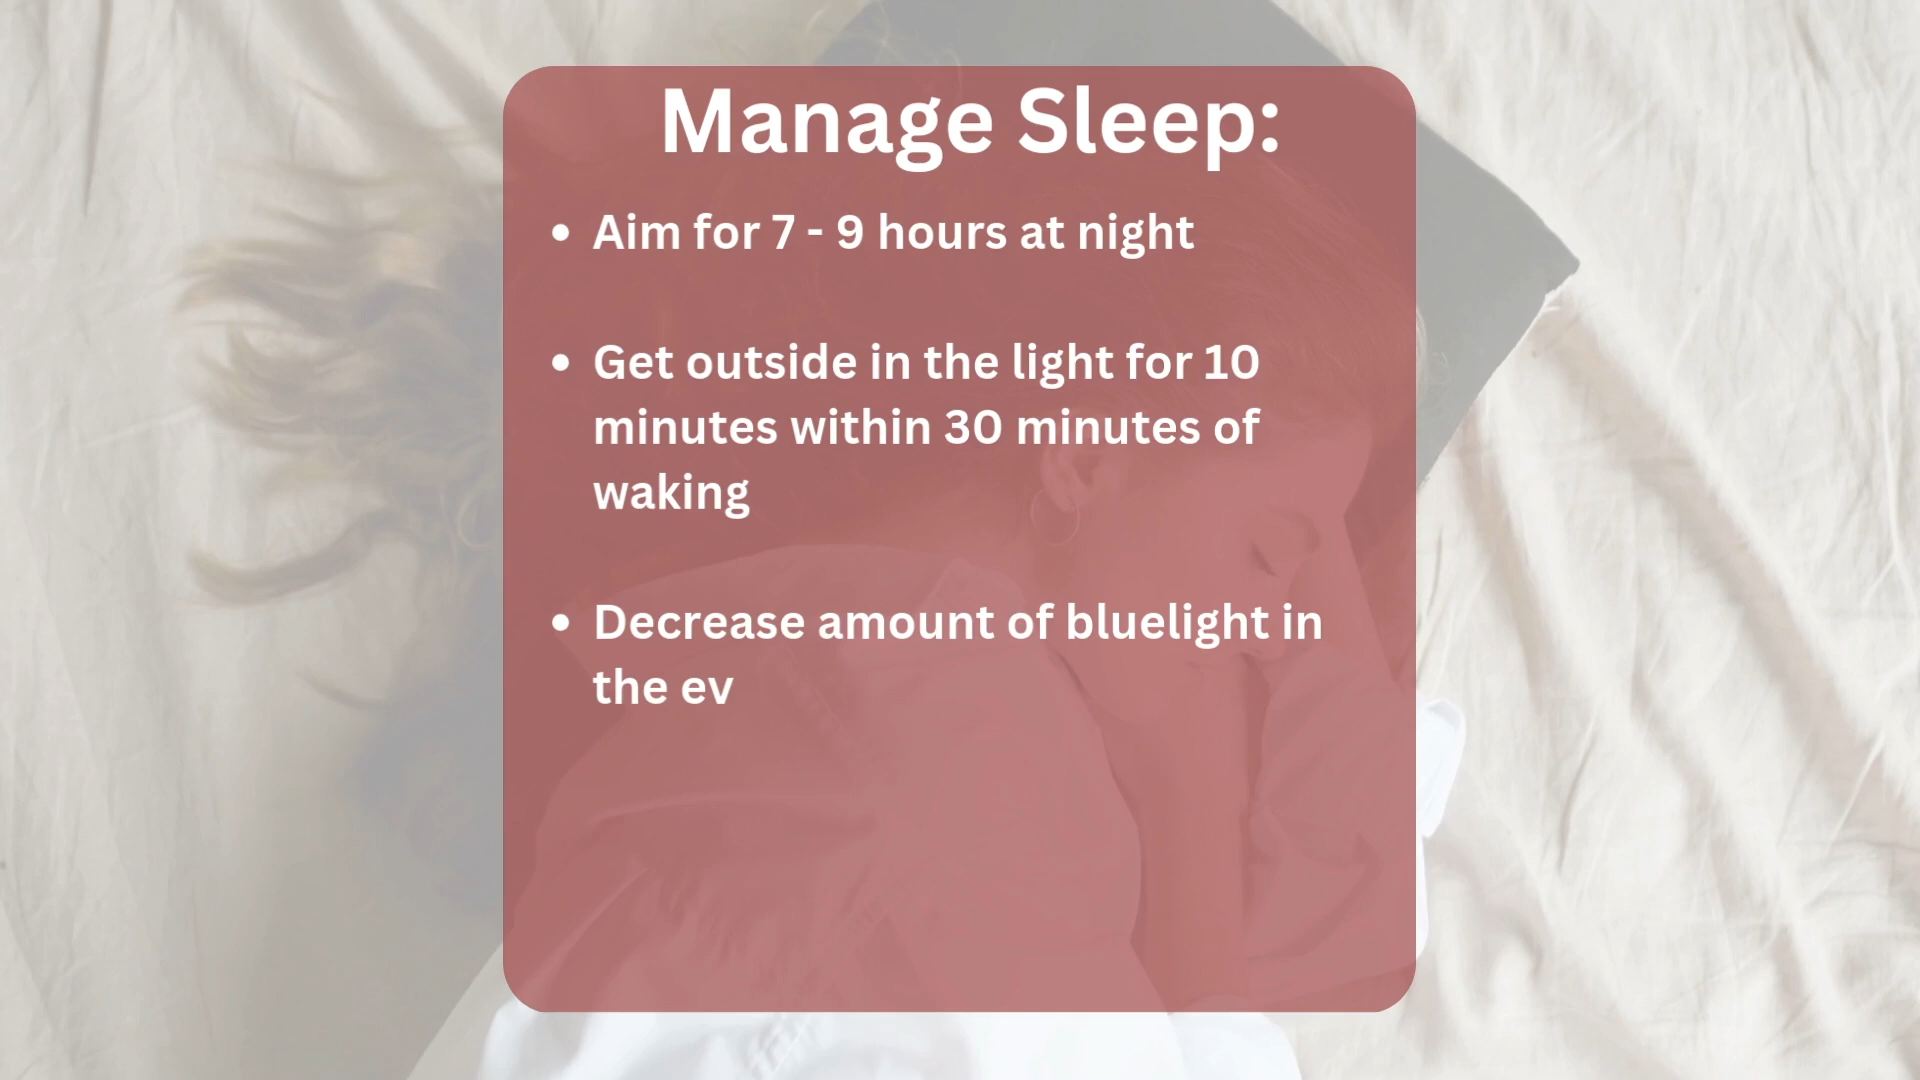 Manage Sleep:
• Aim for 7 - 9 hours at night
• Get outside in the light for 10
minutes within 30 minutes of
waking
• Decrease amount of bluelight in
the ev